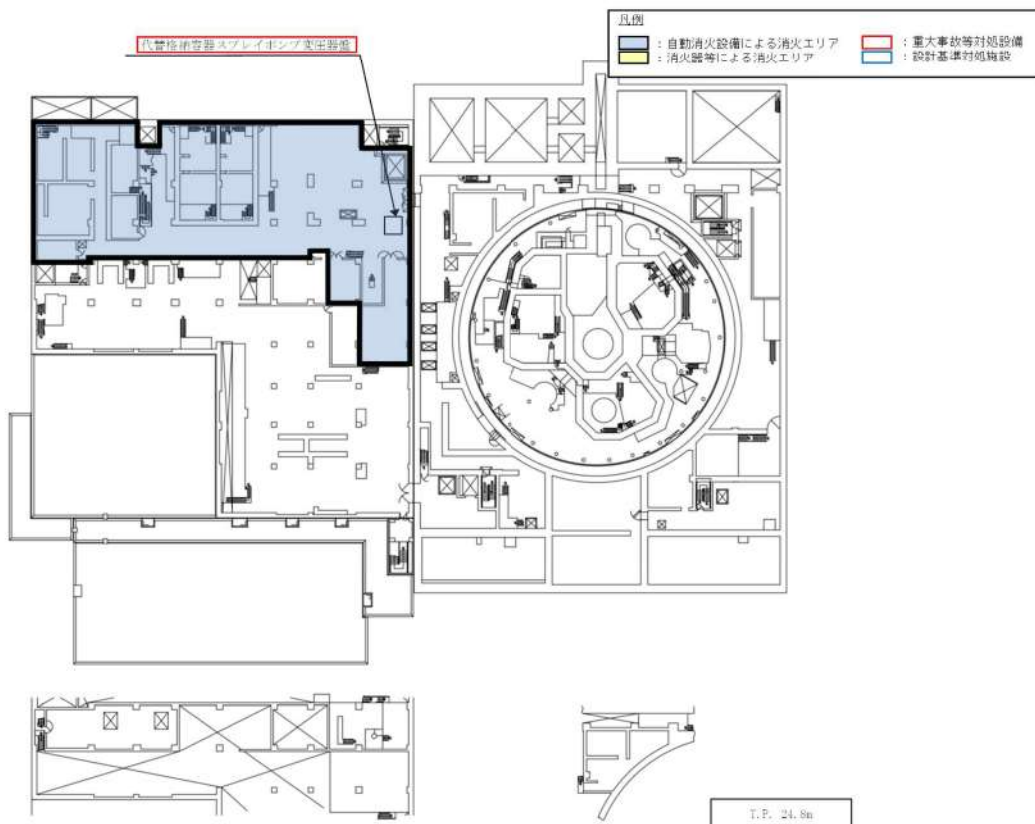 代替格納容器スプレイポンプ変圧器盤
凡例
：自動消火設備による消火エリア
：重大事故等対処設備
：消火器等による消火エリア
：設計基準対処施設
T.P. 24.8m